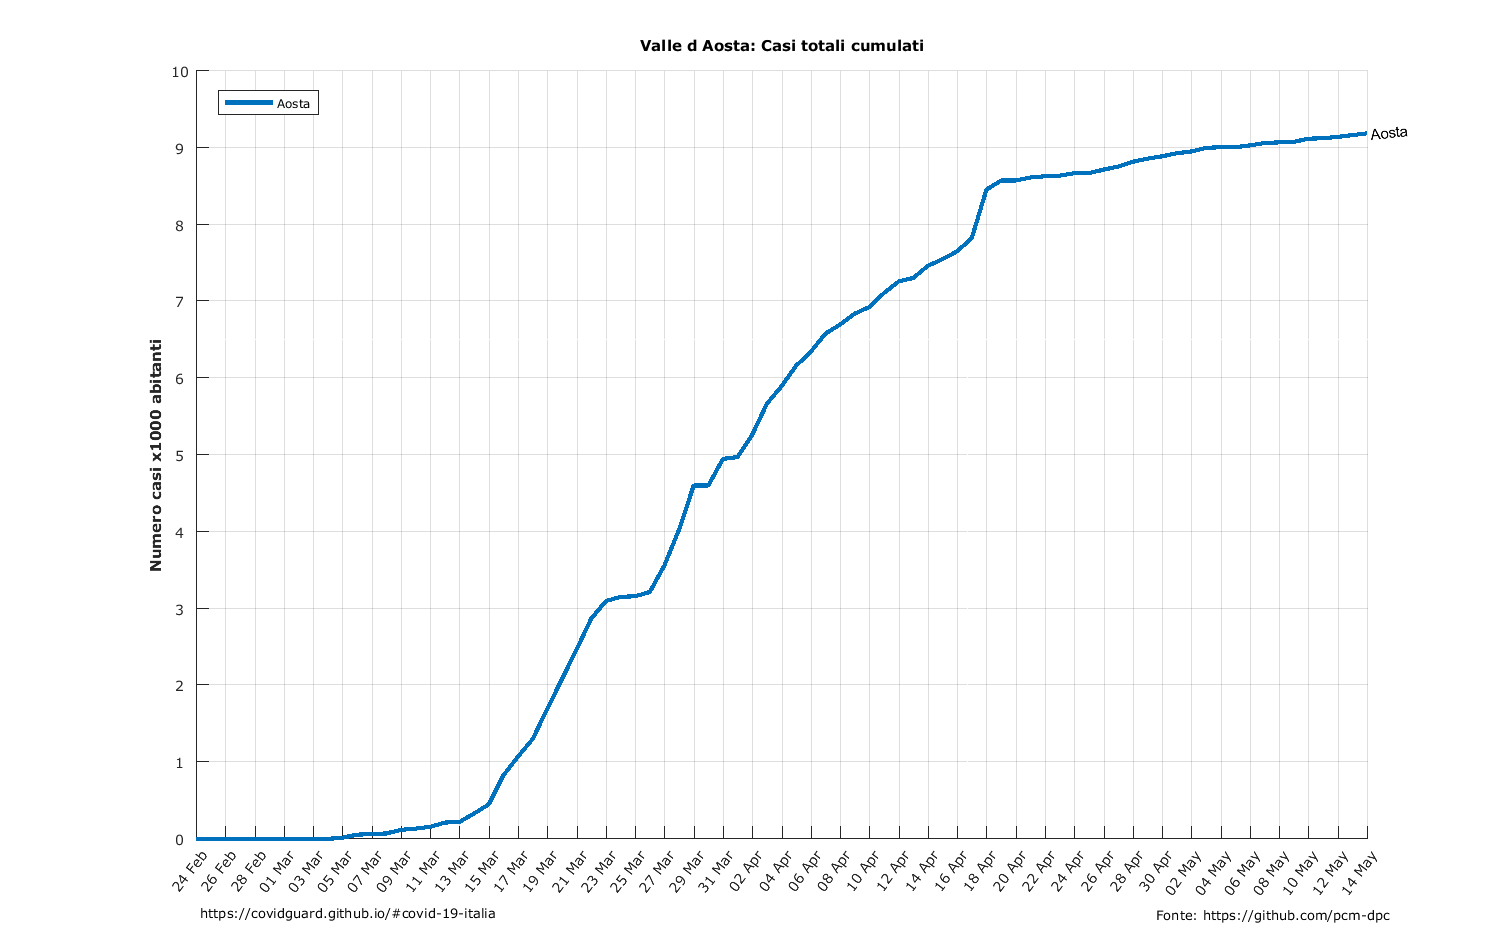 Valle d Aosta: Casi totali cumulati
Numero casi x1000 abitanti
10
9
8
7
6
5
4
3
2
1
0
Aosta
Aosta
24 Feb
26 Feb
28 Feb
01 Mar
03 Mar
05 Mar
07 Mar
09 Mar
11 Mar
13 Mar
15 Mar
17 Mar
19 Mar
21 Mar
23 Mar
25 Mar
27 Mar
29 Mar
31 Mar
02 Apr
04 Apr
06 Apr
08 Apr
10 Apr
12 Apr
14 Apr
16 Apr
18 Apr
20 Apr
22 Apr
24 Apr
26 Apr
28 Apr
30 Apr
02 May
04 May
06 May
08 May
10 May
12 May
14 May
https://covidguard.github.io/#covid-19-italia
Fonte: https://github.com/pcm-dpc